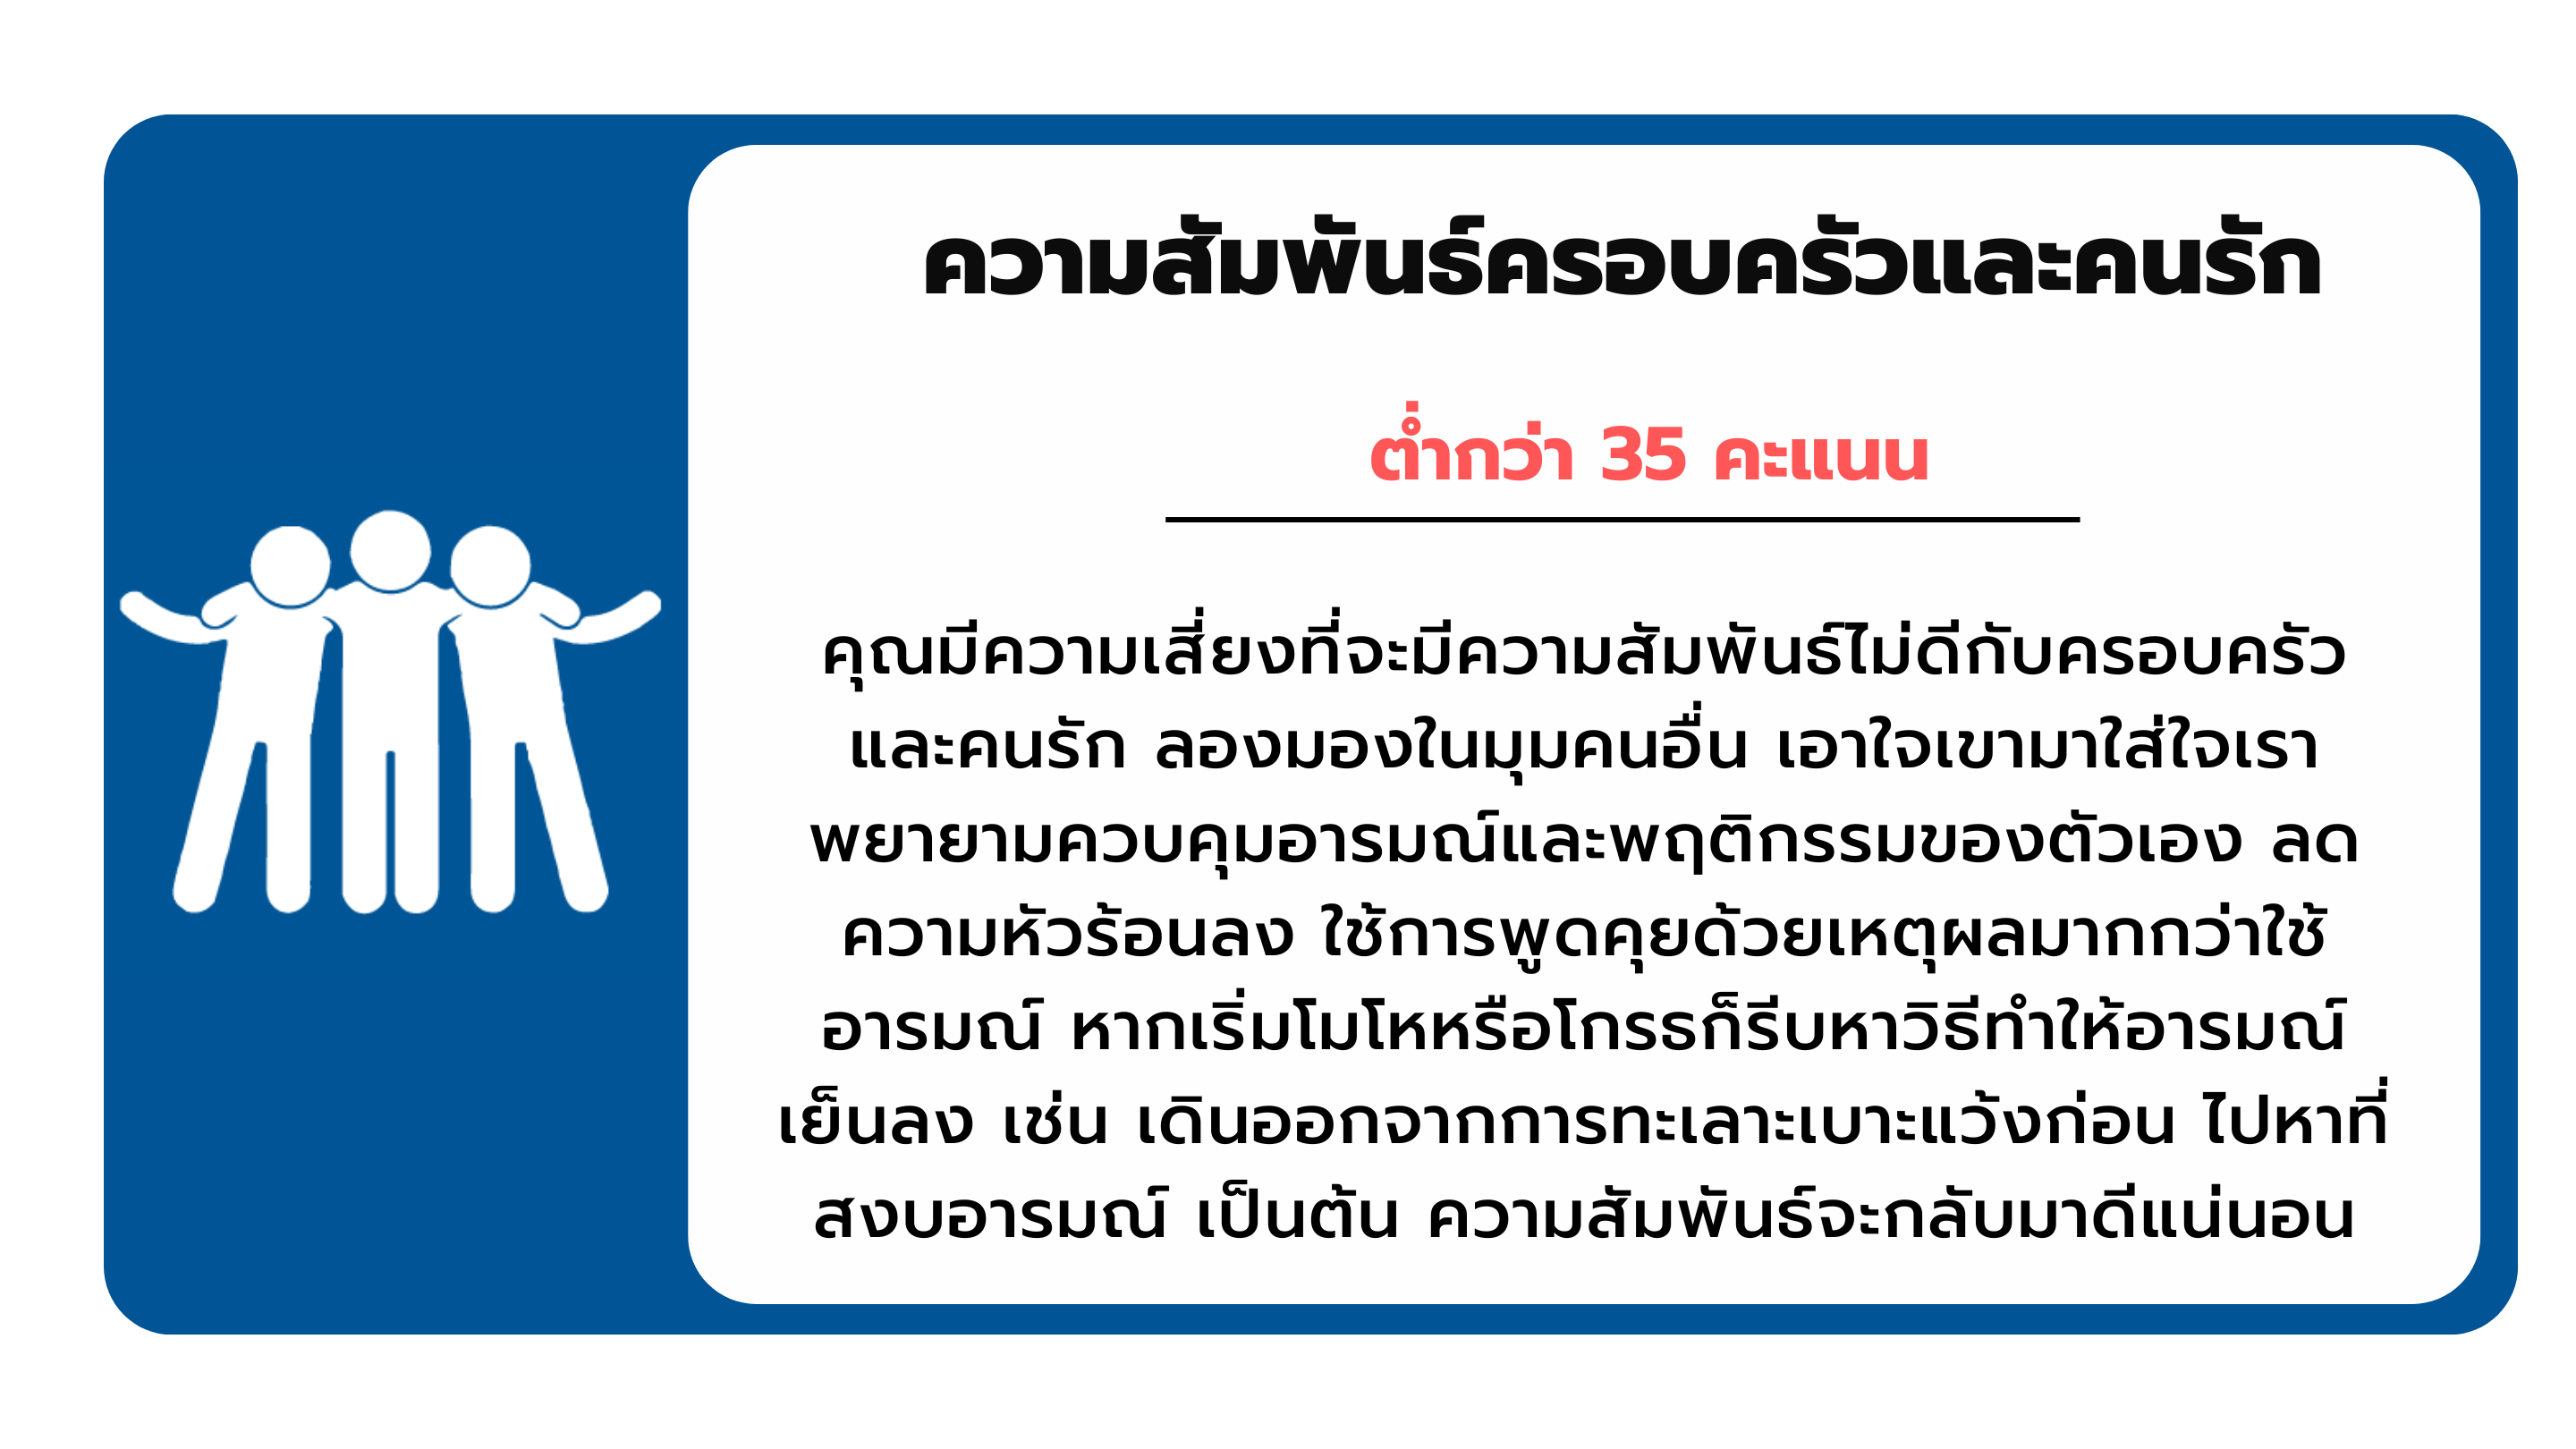 ความสัมพันธ์ครอบครัวและคนรัก
ต่ำกว่า 35 คะแนน
คุณมีความเสี่ยงที่จะมีความสัมพันธ์ไม่ดีกับครอบครัว
และคนรัก ลองมองในมุมคนอื่น เอาใจเขามาใส่ใจเรา
พยายามควบคุมอารมณ์และพฤติกรรมของตัวเอง ลด
ความหัวร้อนลง ใช้การพูดคุยด้วยเหตุผลมากกว่าใช้
อารมณ์ หากเริ่มโมโหหรือโกรธก็รีบหาวิธีทำให้อารมณ์
เย็นลง เช่น เดินออกจากการทะเลาะเบาะแว้งก่อน ไปหาที่
สงบอารมณ์ เป็นต้น ความสัมพันธ์จะกลับมาดีแน่นอน